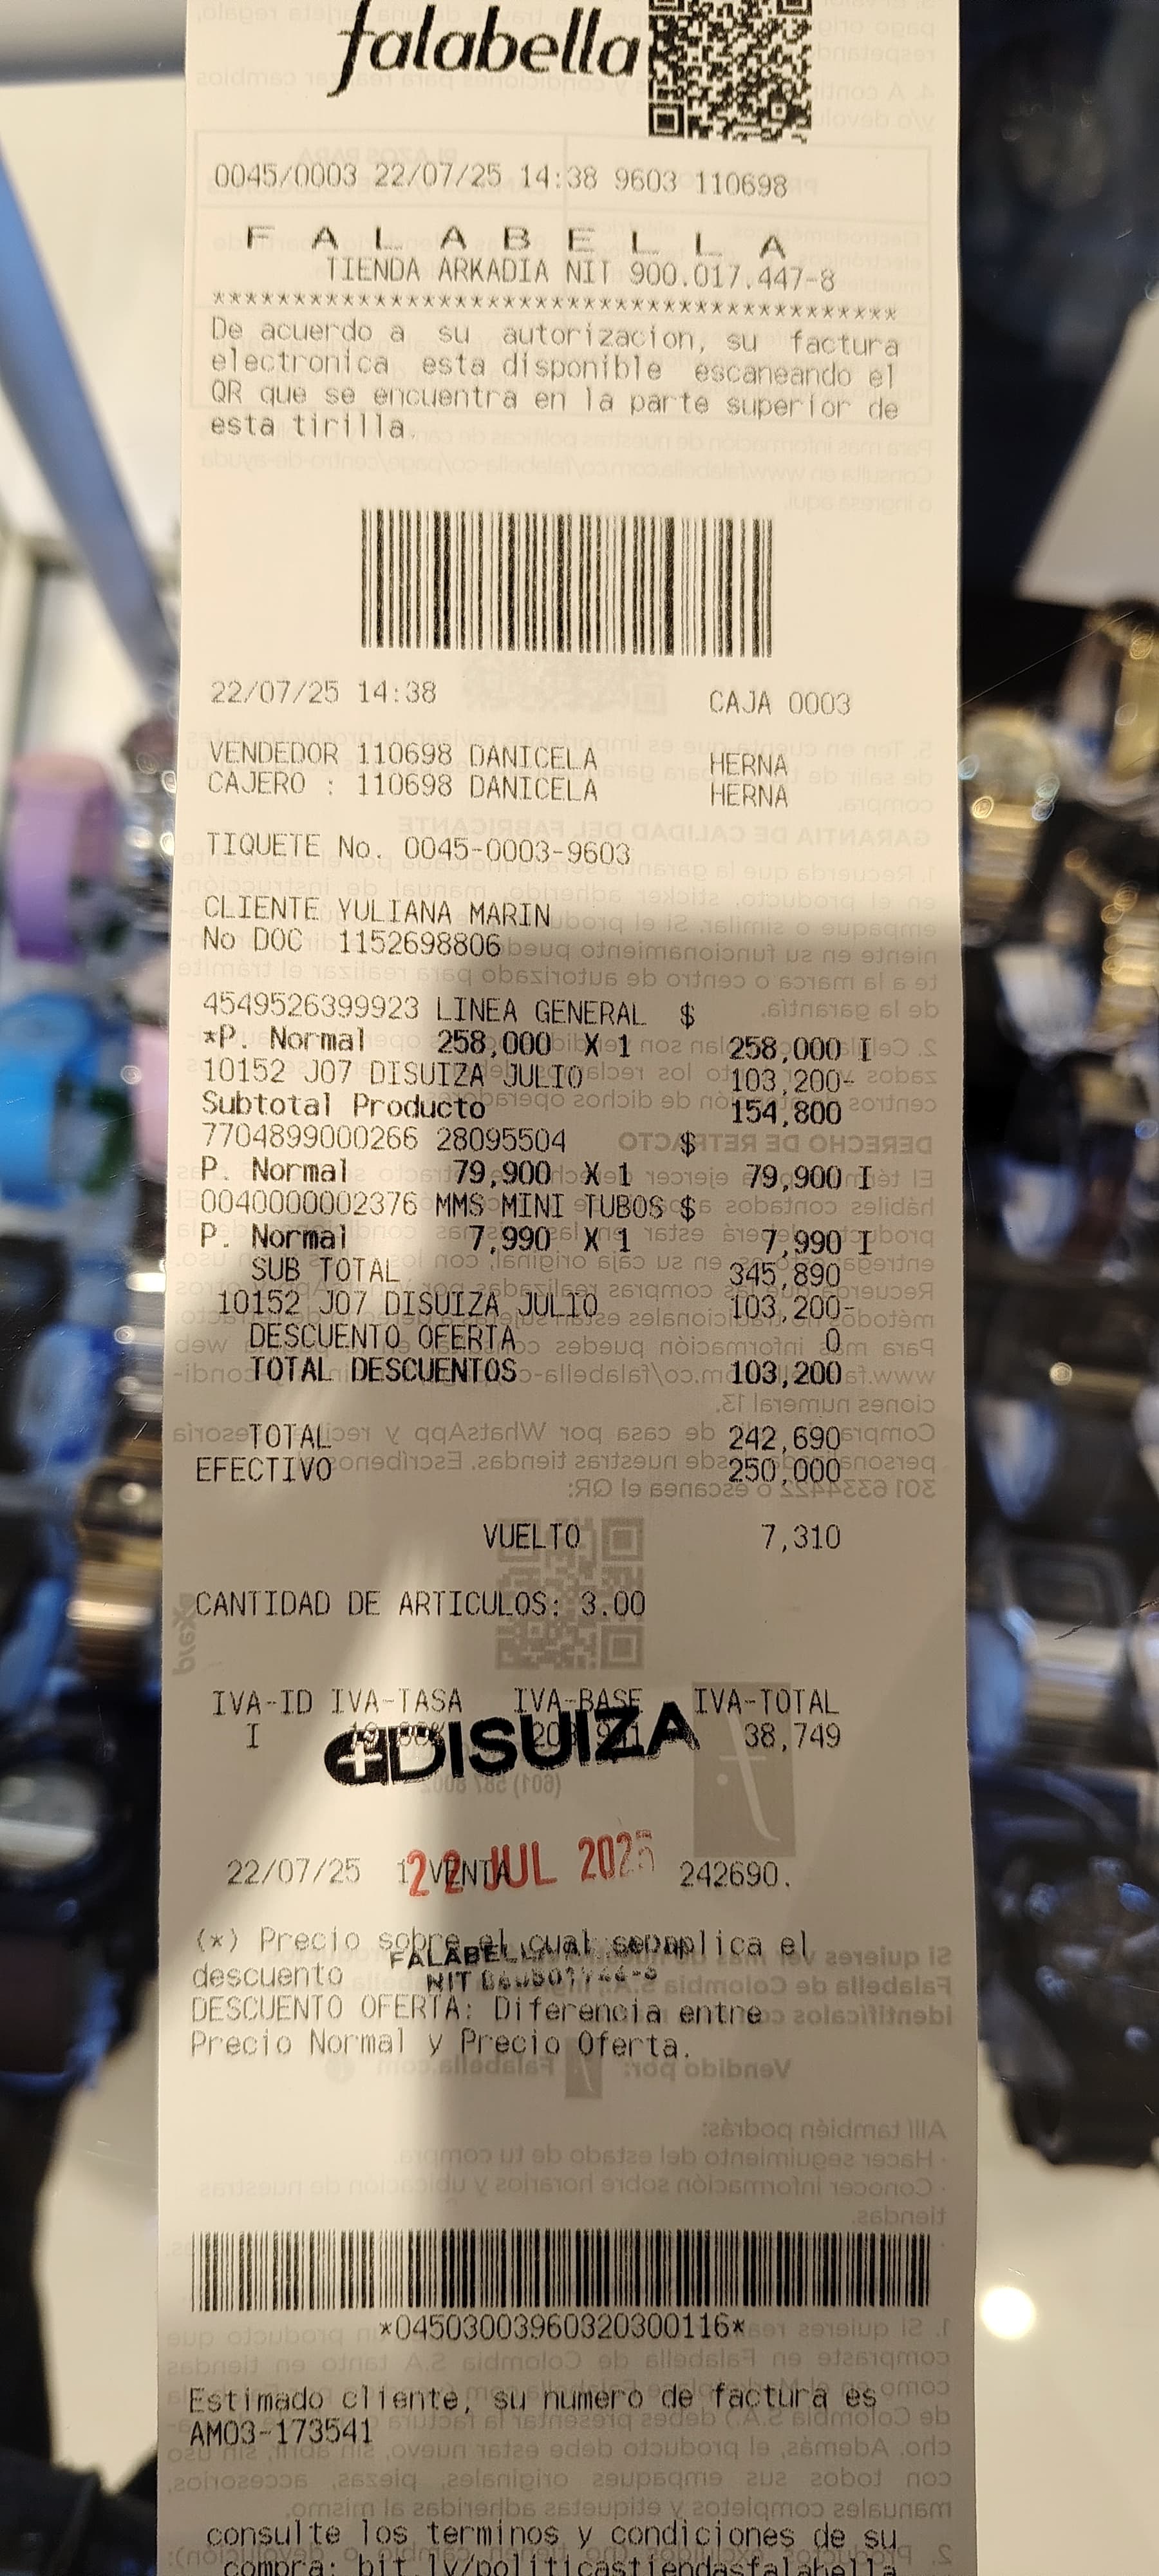 falabella
0045/0003 22/07/25 14:38 9603 110698
F A L A B E L L A
TIENDA ARKADIA NIT 900.017.447-8
******************************************
De acuerdo a su autorizacion, su factura
electronica esta disponible escaneando el
QR que se encuentra en la parte superior de
esta tirilla.
22/07/25 14:38 CAJA 0003
VENDEDOR 110698 DANICELA HERNA
CAJERO : 110698 DANICELA HERNA
TIQUETE No. 0045-0003-9603
CLIENTE YULIANA MARIN
No DOC 1152698806
4549526399923 LINEA GENERAL $
*P. Normal 258,000 X 1 258,000 I
10152 J07 DISUIZA JULIO 103,200-
Subtotal Producto 154,800
7704899000266 28095504 $
P. Normal 79,900 X 1 79,900 I
0040000002376 MMS MINI TUBOS $
P. Normal 7,990 X 1 7,990 I
SUB TOTAL 345,890
10152 J07 DISUIZA JULIO 103,200-
DESCUENTO OFERTA 0
TOTAL DESCUENTOS 103,200
TOTAL 242,690
EFECTIVO 250,000
VUELTO 7,310
CANTIDAD DE ARTICULOS: 3.00
IVA-ID IVA-TASA IVA-BASE IVA-TOTAL
I 38,749
DISUIZA
22/07/25 1 VENTA 242690.
22 JUL 2025
(*) Precio sobre el cual se aplica el
descuento
FALABELLA
NIT
DESCUENTO OFERTA: Diferencia entre
Precio Normal y Precio Oferta.
*04503003960320300116*
Estimado cliente, su numero de factura es
AM03-173541
consulte los terminos y condiciones de su
compra: bit.ly/politicastiendasfalabella